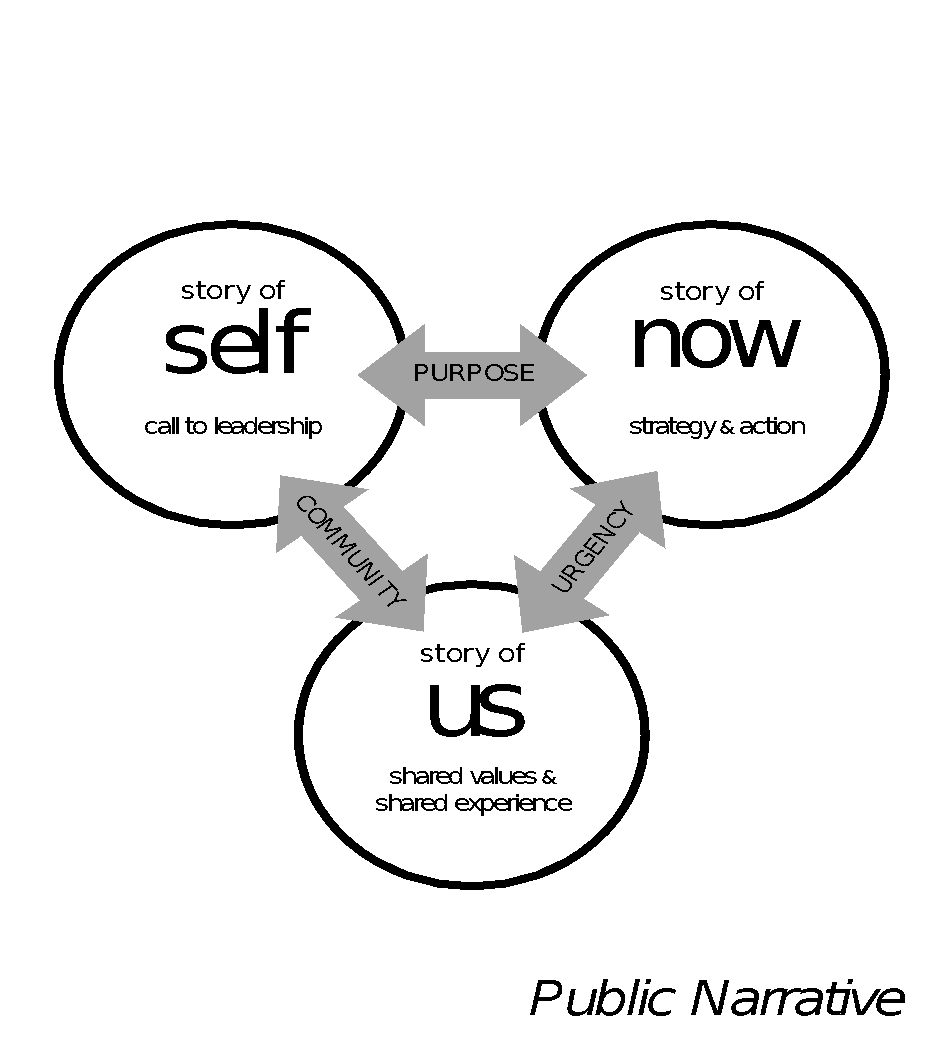 story of
self
call to leadership
PURPOSE
story of
now
strategy & action
COMMUNITY
URGENCY
story of
us
shared values &
shared experience
Public Narrative